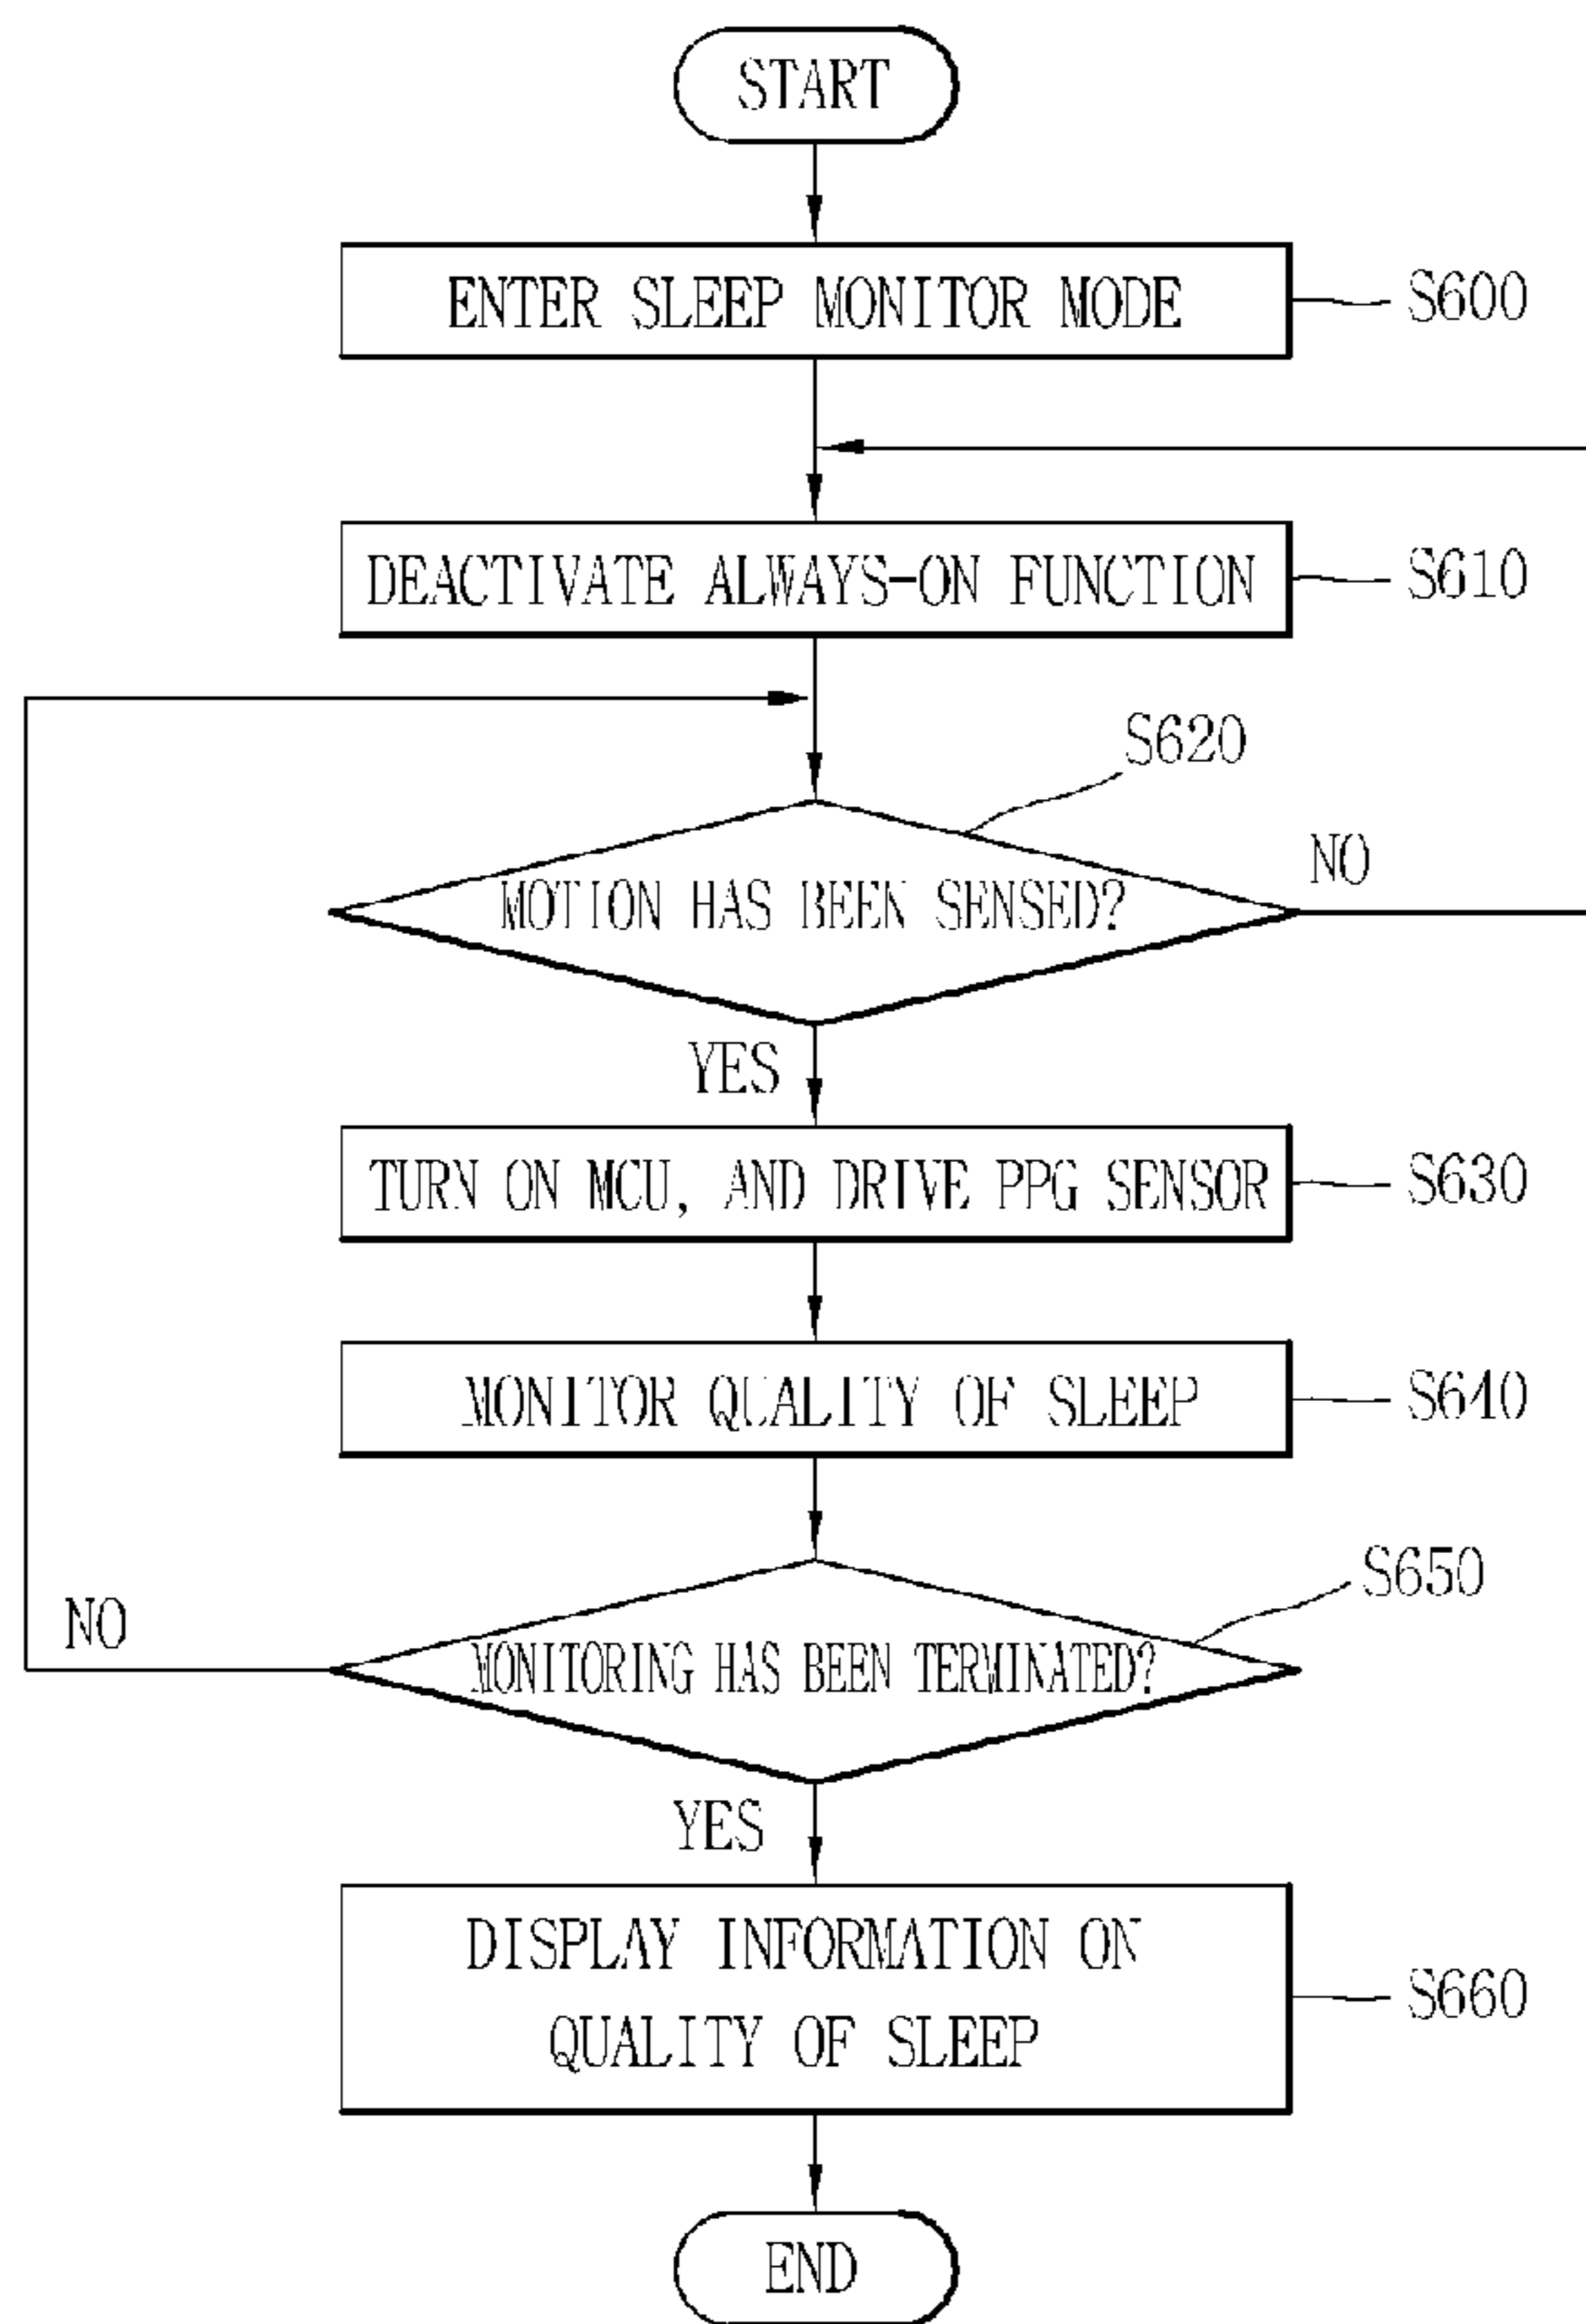 START
ENTER SLEEP MONITOR MODE
S600
DEACTIVATE ALWAYS-ON FUNCTION
S610
S620
MOTION HAS BEEN SENSED?
NO
YES
TURN ON MCU, AND DRIVE PPG SENSOR
S630
MONITOR QUALITY OF SLEEP
S640
S650
MONITORING HAS BEEN TERMINATED?
NO
YES
DISPLAY INFORMATION ON
QUALITY OF SLEEP
S660
END